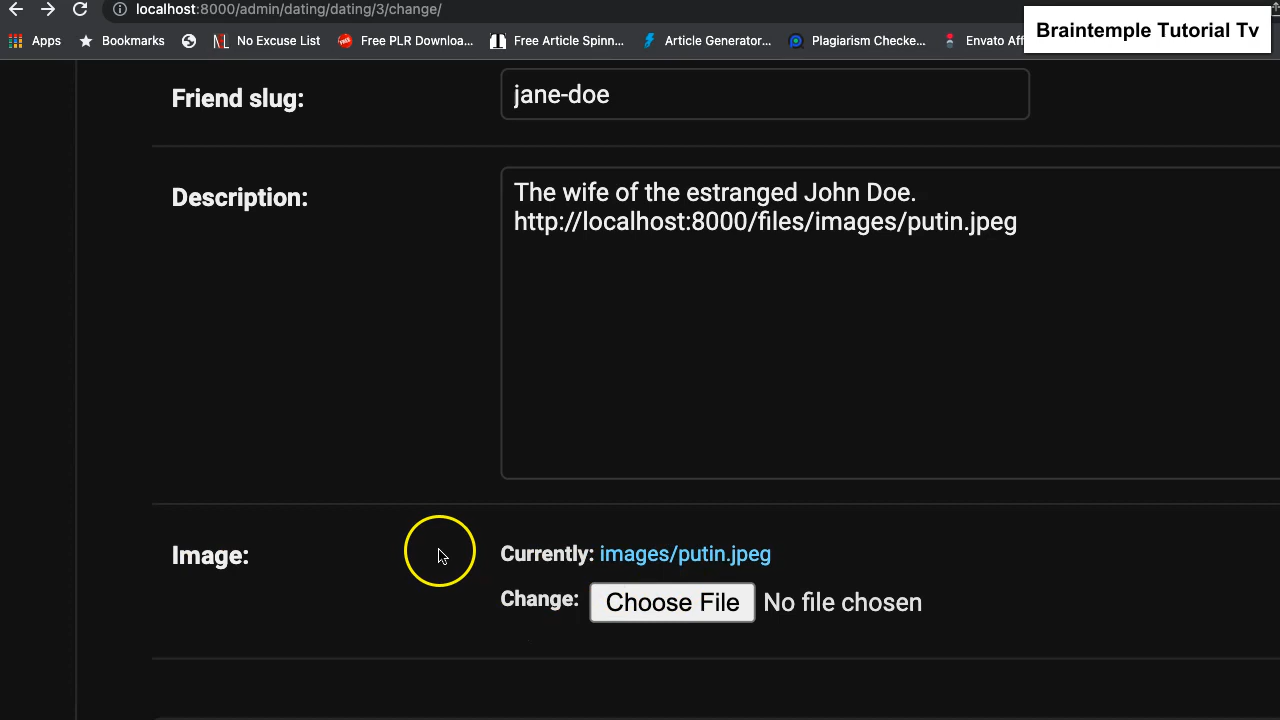 localhost:8000/admin/dating/dating/3/change/
Braintemple Tutorial Tv
Apps Bookmarks No Excuse List Free PLR Downloa... Free Article Spinn... Article Generator... Plagiarism Checke... Envato Aff
Friend slug: jane-doe
Description: The wife of the estranged John Doe.
http://localhost:8000/files/images/putin.jpeg
Image: Currently: images/putin.jpeg
Change: Choose File No file chosen